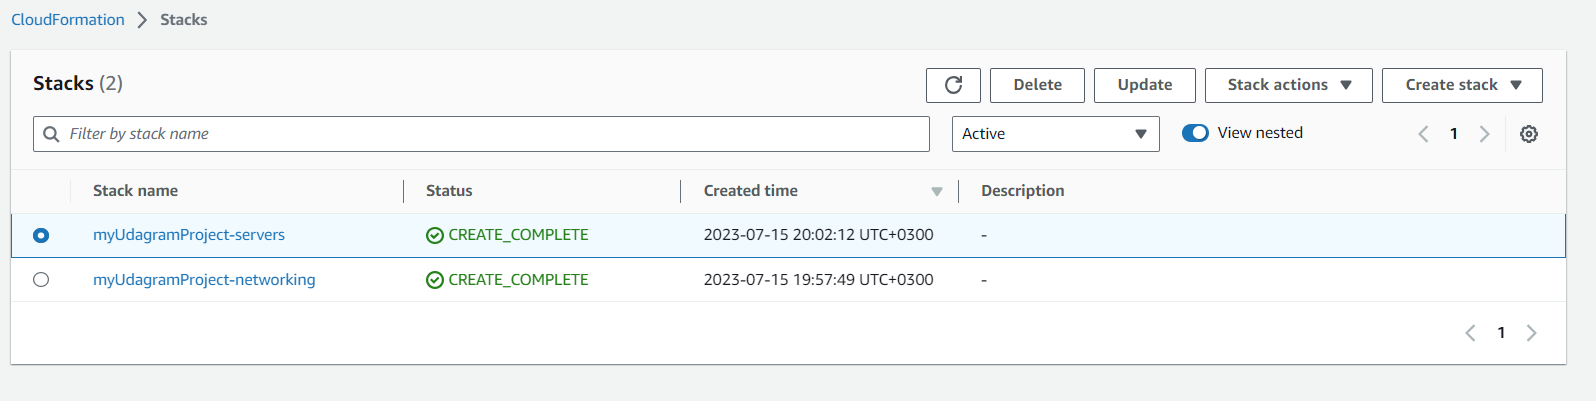 CloudFormation > Stacks
Stacks (2)
Delete
Update
Stack actions
Create stack
Filter by stack name
Active
View nested
1
Stack name Status Created time Description
myUdagramProject-servers CREATE_COMPLETE 2023-07-15 20:02:12 UTC+0300 -
myUdagramProject-networking CREATE_COMPLETE 2023-07-15 19:57:49 UTC+0300 -
1